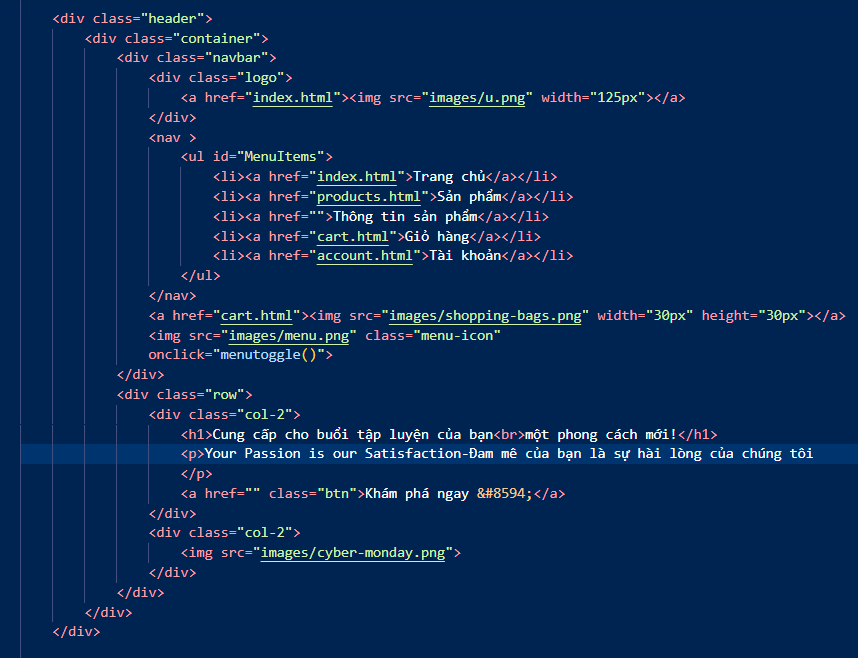 <div class="header">
<div class="container">
<div class="navbar">
<div class="logo">
<a href="index.html"><img src="images/u.png" width="125px"></a>
</div>
<nav >
<ul id="MenuItems">
<li><a href="index.html">Trang chủ</a></li>
<li><a href="products.html">Sản phẩm</a></li>
<li><a href="">Thông tin sản phẩm</a></li>
<li><a href="cart.html">Giỏ hàng</a></li>
<li><a href="account.html">Tài khoản</a></li>
</ul>
</nav>
<a href="cart.html"><img src="images/shopping-bags.png" width="30px" height="30px"></a>
<img src="images/menu.png" class="menu-icon"
onclick="menutoggle()">
</div>
<div class="row">
<div class="col-2">
<h1>Cung cấp cho buổi tập luyện của bạn<br>một phong cách mới!</h1>
<p>Your Passion is our Satisfaction-Đam mê của bạn là sự hài lòng của chúng tôi
</p>
<a href="" class="btn">Khám phá ngay &#8594;</a>
</div>
<div class="col-2">
<img src="images/cyber-monday.png">
</div>
</div>
</div>
</div>